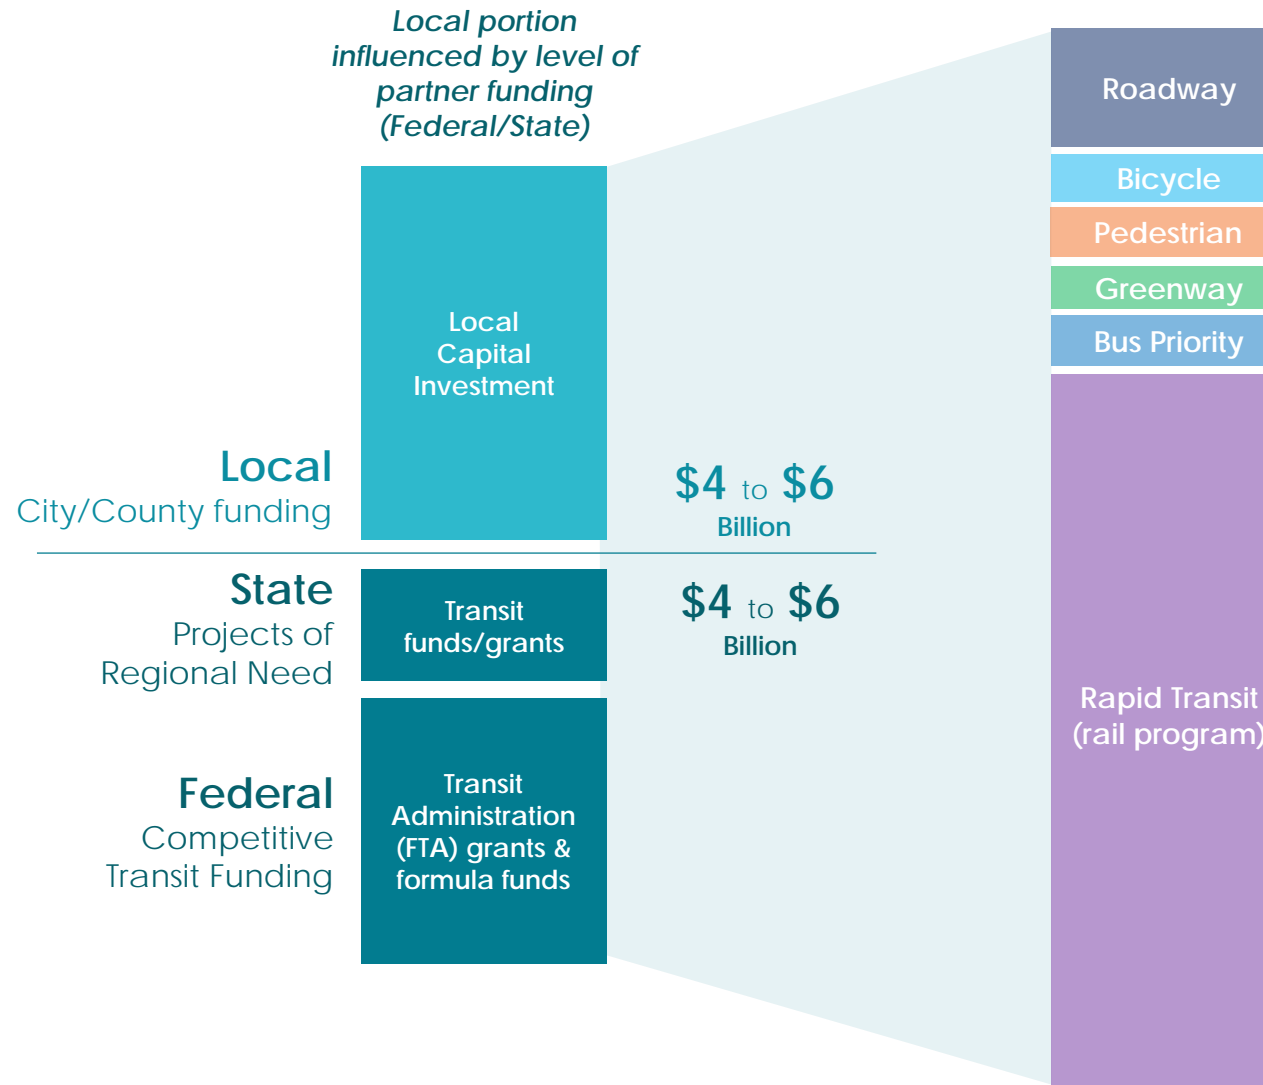 Local portion
influenced by level of
partner funding
(Federal/State)
Local
Capital
Investment
Local
City/County funding
$4 to $6
Billion
State
Projects of
Regional Need
Transit
funds/grants
$4 to $6
Billion
Federal
Competitive
Transit Funding
Transit
Administration
(FTA) grants &
formula funds
Roadway
Bicycle
Pedestrian
Greenway
Bus Priority
Rapid Transit
(rail program)